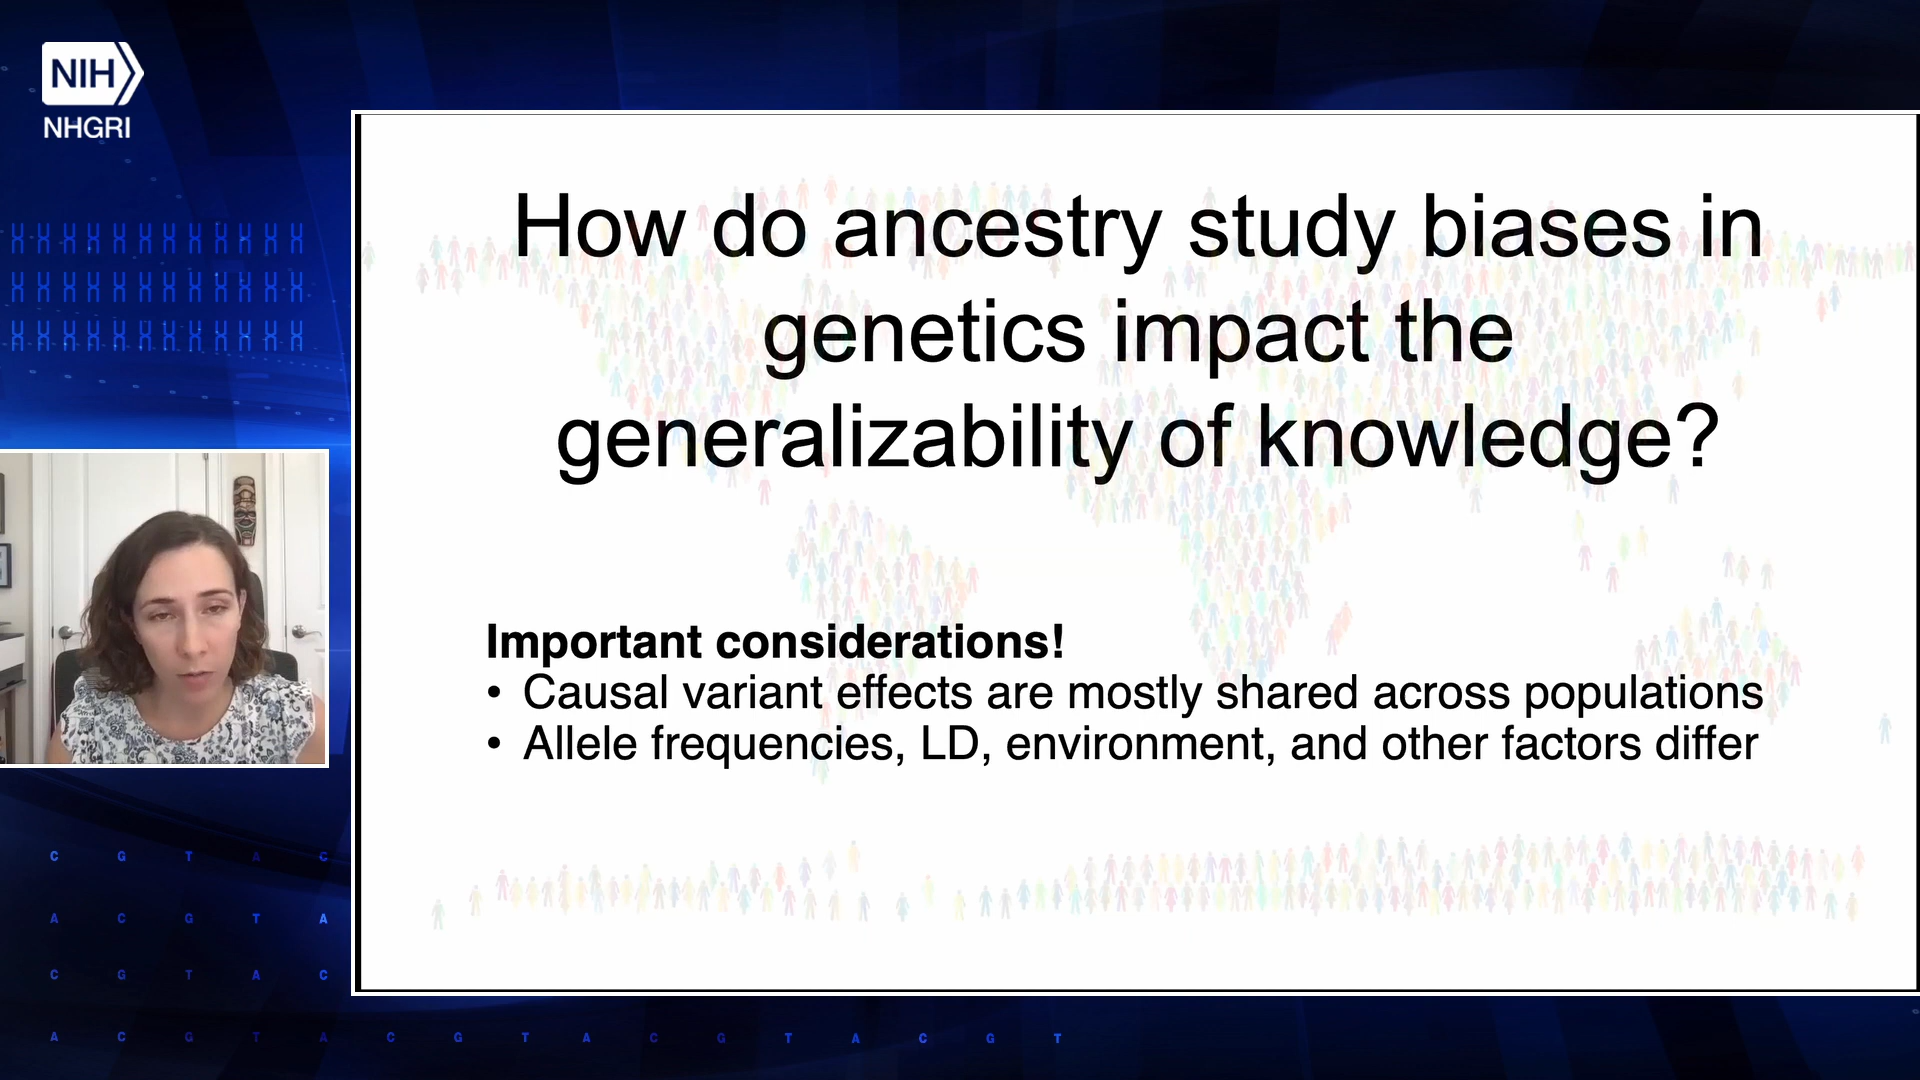 NIH
NHGRI
How do ancestry study biases in
genetics impact the
generalizability of knowledge?
Important considerations!
• Causal variant effects are mostly shared across populations
• Allele frequencies, LD, environment, and other factors differ
C G T A C
A C G T A
C G T A C
A C G T A C G T A C G T A C G T